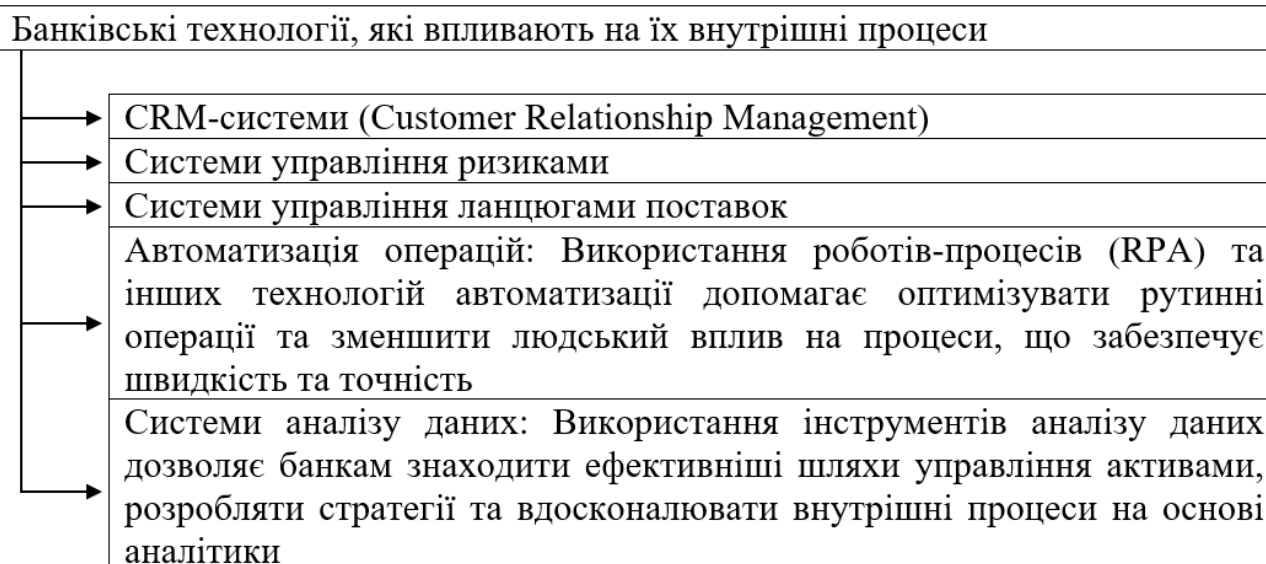 Банківські технології, які впливають на їх внутрішні процеси
CRM-системи (Customer Relationship Management)
Системи управління ризиками
Системи управління ланцюгами поставок
Автоматизація операцій: Використання роботів-процесів (RPA) та
інших технологій автоматизації допомагає оптимізувати рутинні
операції та зменшити людський вплив на процеси, що забезпечує
швидкість та точність
Системи аналізу даних: Використання інструментів аналізу даних
дозволяє банкам знаходити ефективніші шляхи управління активами,
розробляти стратегії та вдосконалювати внутрішні процеси на основі
аналітики